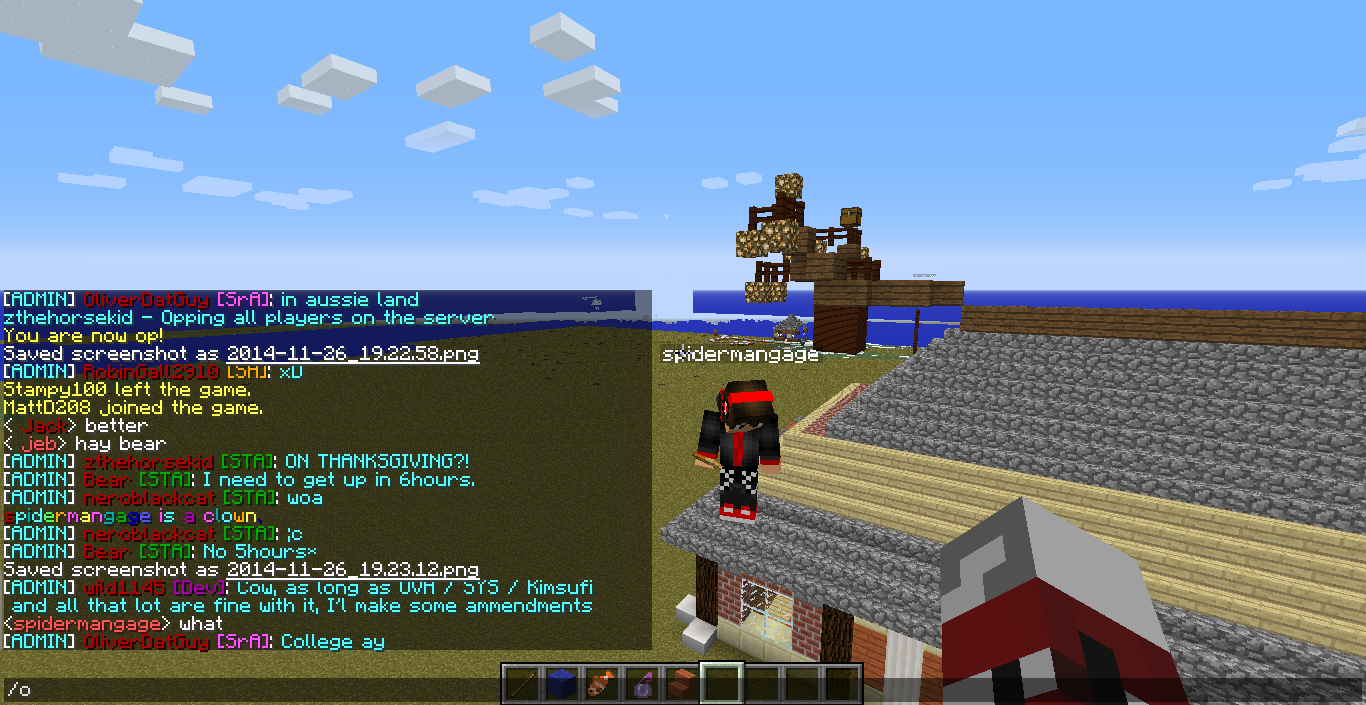 [ADMIN] OliverDatGuy [SrA]: in aussie land
zthehorsekid - Opping all players on the server
You are now op!
Saved screenshot as 2014-11-26_19.22.58.png
[ADMIN] RobinGall2910 [SA]: xD
Stampy100 left the game.
MattD208 joined the game.
spidermangage
< Jack> better
< jeb> hay bear
[ADMIN] zthehorsekid [STA]: ON THANKSGIVING?!
[ADMIN] Bear [STA]: I need to get up in 6hours.
[ADMIN] neroblackcat [STA]: woa
spidermangage is a clown.
[ADMIN] neroblackcat [STA]: ;c
[ADMIN] Bear [STA]: No 5hours*
Saved screenshot as 2014-11-26_19.23.12.png
[ADMIN] wild1145 [Dev]: Cow, as long as OVH / SYS / Kimsufi
and all that lot are fine with it, I'l make some ammendments
<spidermangage> what
[ADMIN] OliverDatGuy [SrA]: College ay
/o